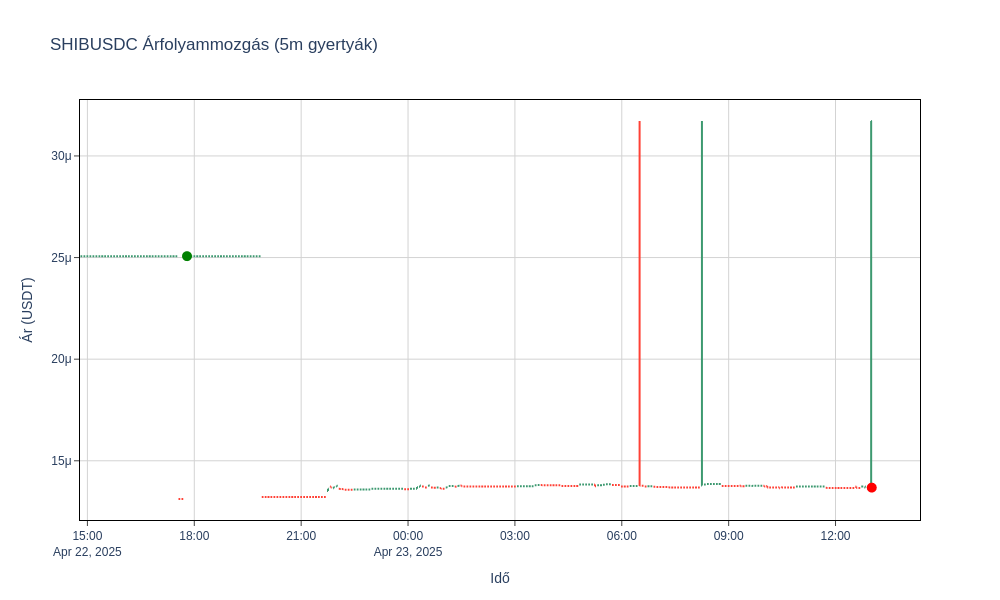 SHIBUSDC Árfolyammozgás (5m gyertyák)
30μ
25μ
20μ
15μ
Ár (USDT)
15:00
18:00
21:00
00:00
03:00
06:00
09:00
12:00
Apr 22, 2025
Apr 23, 2025
Idő